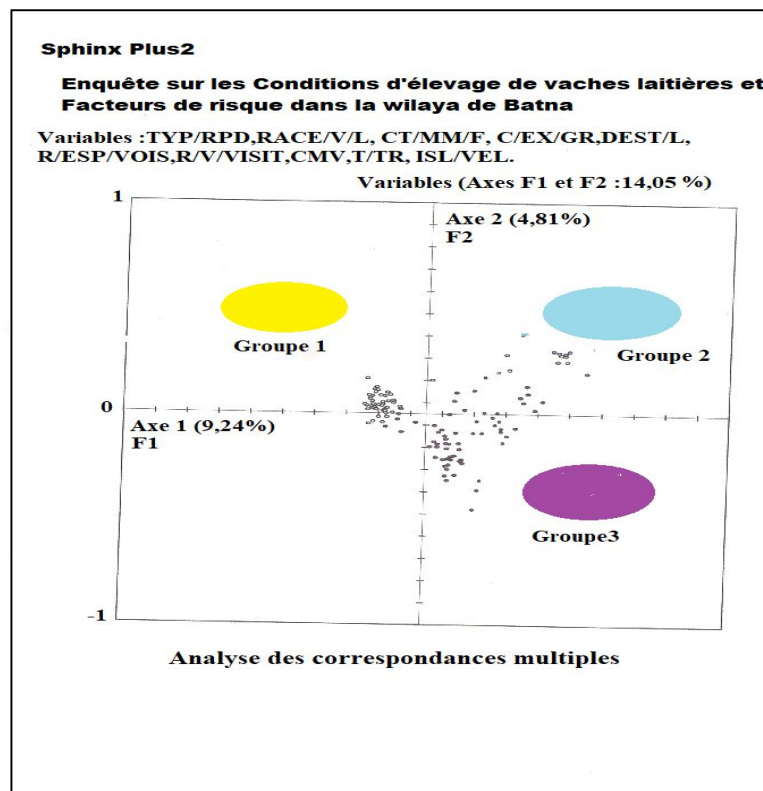 Sphinx Plus2
Enquête sur les Conditions d'élevage de vaches laitières et
Facteurs de risque dans la wilaya de Batna
Variables :TYP/RPD,RACE/V/L, CT/MM/F, C/EX/GR,DEST/L,
R/ESP/VOIS,R/V/VISIT,CMV,T/TR, ISL/VEL.
Variables (Axes F1 et F2 :14,05 %)
1
Axe 2 (4,81%)
F2
Groupe 1
Groupe 2
0
Axe 1 (9,24%)
F1
Groupe3
-1
Analyse des correspondances multiples